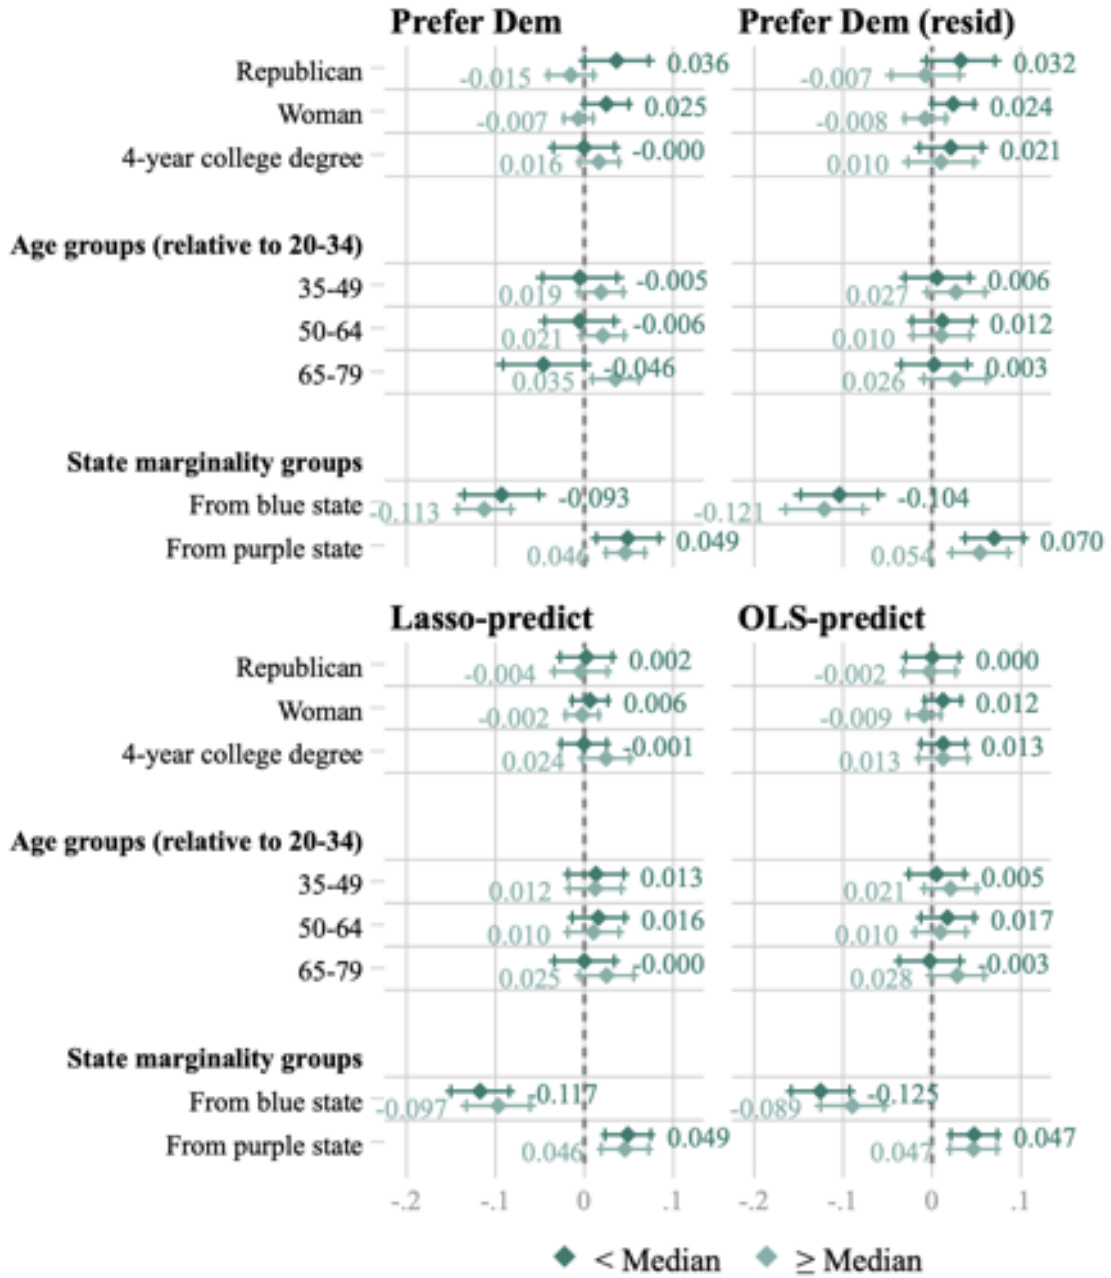 Prefer Dem Prefer Dem (resid)
Republican -0.015 0.036 -0.007 0.032
Woman -0.007 0.025 -0.008 0.024
4-year college degree 0.016 -0.000 0.010 0.021
Age groups (relative to 20-34)
35-49 0.019 -0.005 0.027 0.006
50-64 0.021 -0.006 0.010 0.012
65-79 0.035 -0.046 0.026 0.003
State marginality groups
From blue state -0.113 -0.093 -0.121 -0.104
From purple state 0.046 0.049 0.054 0.070
Lasso-predict OLS-predict
Republican -0.004 0.002 -0.002 0.000
Woman -0.002 0.006 -0.009 0.012
4-year college degree 0.024 -0.001 0.013 0.013
Age groups (relative to 20-34)
35-49 0.012 0.013 0.021 0.005
50-64 0.010 0.016 0.010 0.017
65-79 0.025 -0.000 0.028 -0.003
State marginality groups
From blue state -0.097 -0.117 -0.089 -0.125
From purple state 0.046 0.049 0.047 0.047
-.2 -.1 0 .1 -.2 -.1 0 .1
< Median ≥ Median